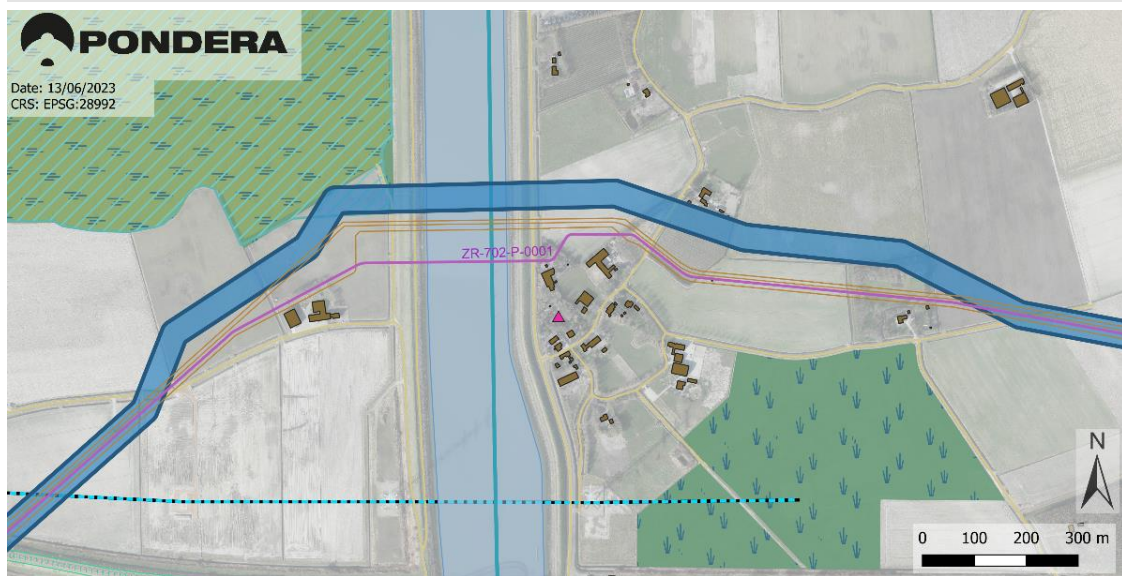 PONDERA
Date: 13/06/2023
CRS: EPSG:28992
ZR-702-P-0001
N
0 100 200 300 m